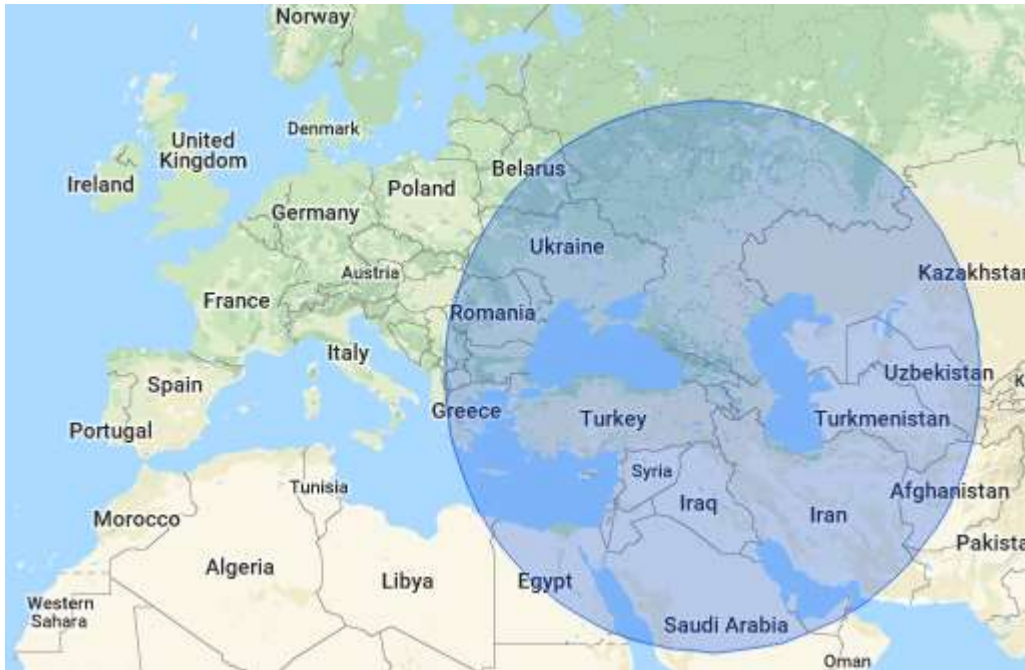 Norway
Denmark
United
Kingdom
Ireland
Belarus
Poland
Germany
Ukraine
Austria
Kazakhstan
France
Romania
Italy
Uzbekistan
Spain
Greece
Turkey
Turkmenistan
Portugal
Syria
Tunisia
Iraq
Afghanistan
Iran
Morocco
Pakista
Algeria
Libya
Egypt
Western
Sahara
Saudi Arabia
Oman